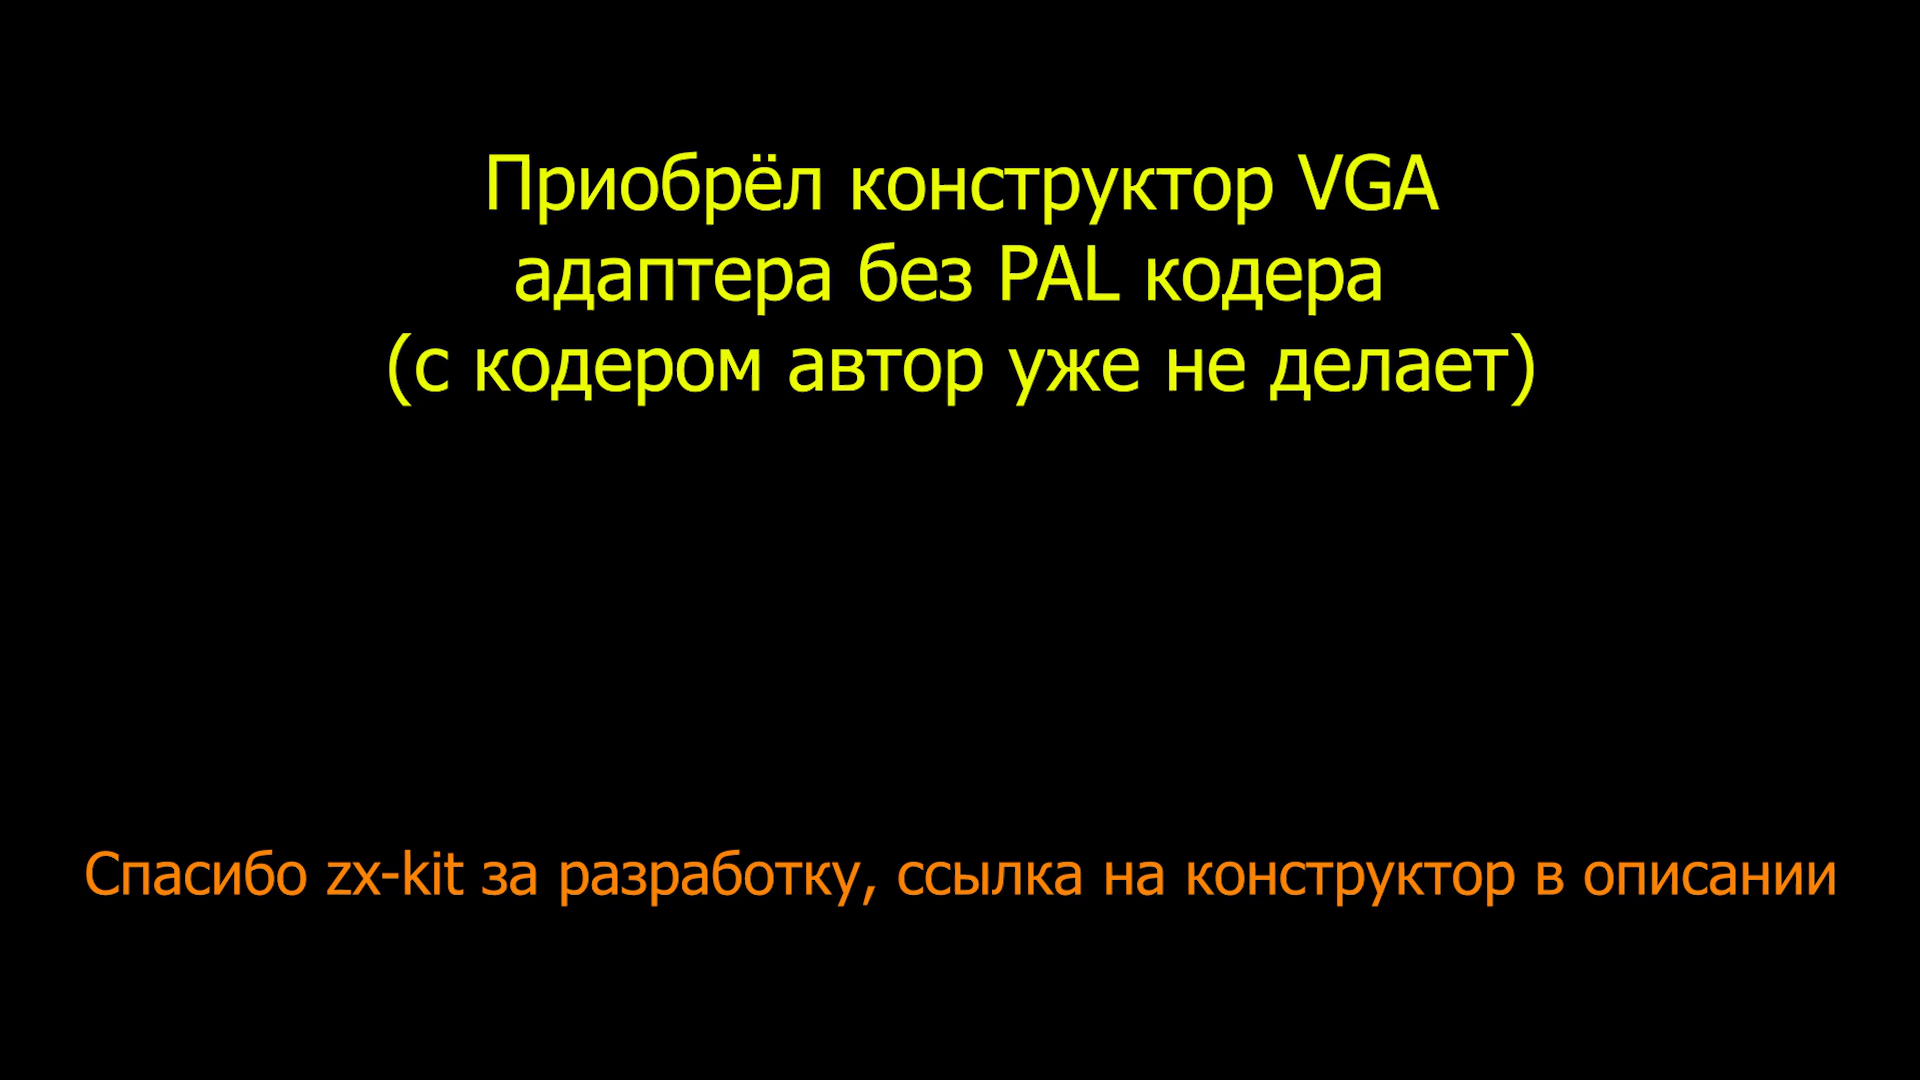 Приобрёл конструктор VGA
адаптера без PAL кодера
(с кодером автор уже не делает)
Спасибо zx-kit за разработку, ссылка на конструктор в описании